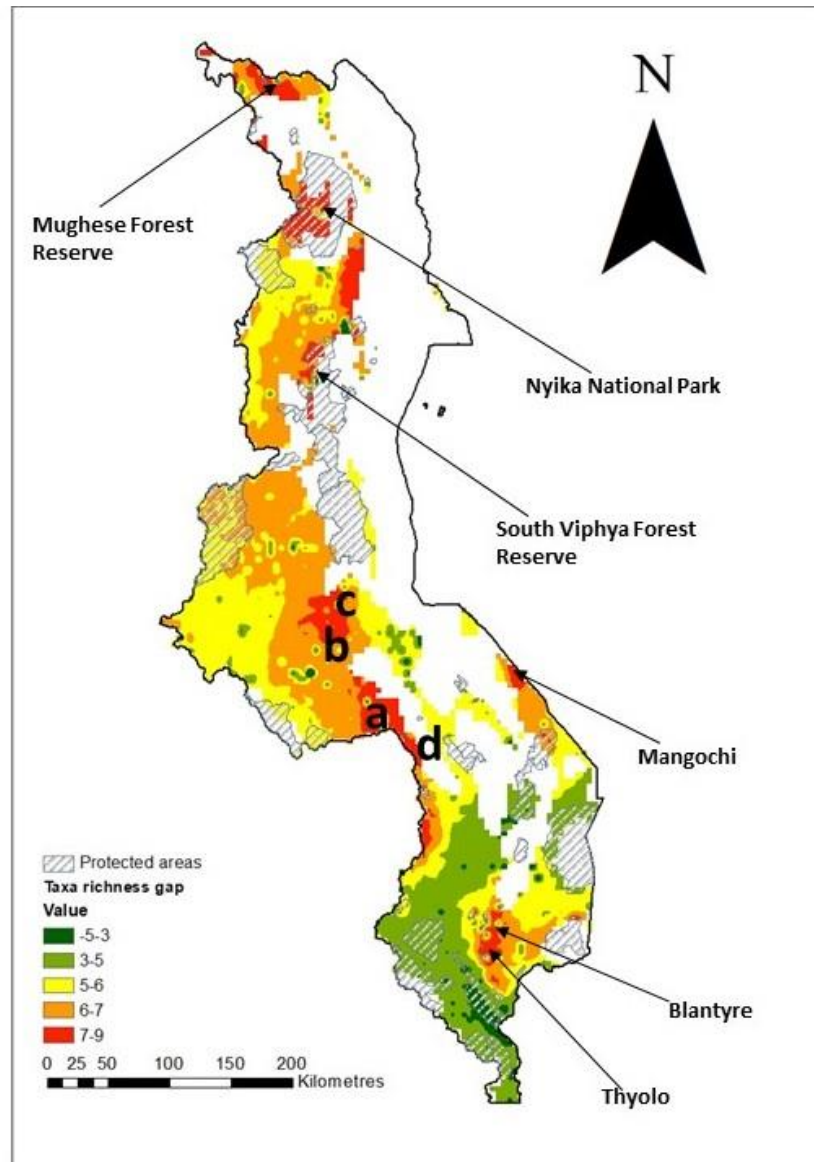 N
Mughese Forest
Reserve
Nyika National Park
South Viphya Forest
Reserve
c
b
a
d
Mangochi
Protected areas
Taxa richness gap
Value
-5-3
3-5
5-6
6-7
7-9
0 25 50 100 150 200
Kilometres
Blantyre
Thyolo